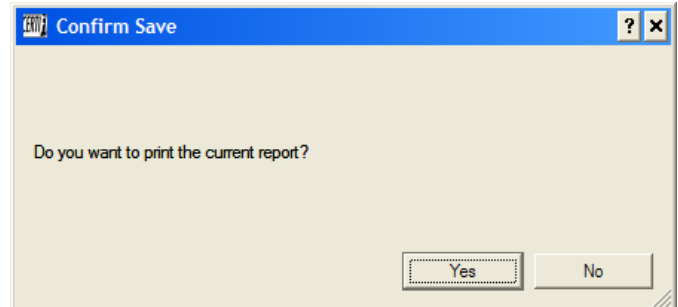 Confirm Save
?
Do you want to print the current report?
Yes
No